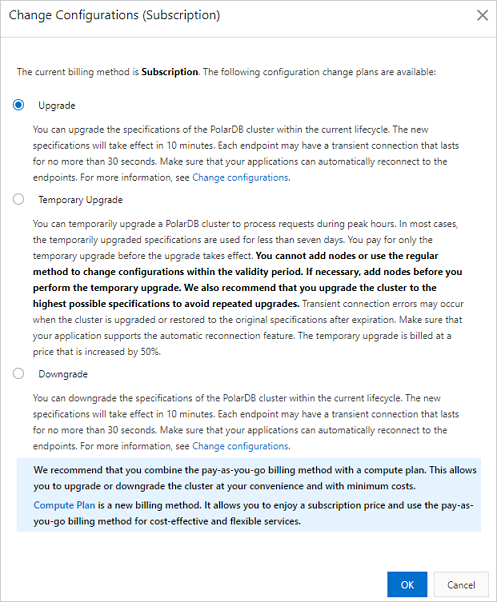 Change Configurations (Subscription)
The current billing method is Subscription. The following configuration change plans are available:
Upgrade
You can upgrade the specifications of the PolarDB cluster within the current lifecycle. The new
specifications will take effect in 10 minutes. Each endpoint may have a transient connection that lasts
for no more than 30 seconds. Make sure that your applications can automatically reconnect to the
endpoints. For more information, see Change configurations.
Temporary Upgrade
You can temporarily upgrade a PolarDB cluster to process requests during peak hours. In most cases,
the temporarily upgraded specifications are used for less than seven days. You pay for only the
temporary upgrade before the upgrade takes effect. You cannot add nodes or use the regular
method to change configurations within the validity period. If necessary, add nodes before you
perform the temporary upgrade. We also recommend that you upgrade the cluster to the
highest possible specifications to avoid repeated upgrades. Transient connection errors may occur
when the cluster is upgraded or restored to the original specifications after expiration. Make sure that
your application supports the automatic reconnection feature. The temporary upgrade is billed at a
price that is increased by 50%.
Downgrade
You can downgrade the specifications of the PolarDB cluster within the current lifecycle. The new
specifications will take effect in 10 minutes. Each endpoint may have a transient connection that lasts
for no more than 30 seconds. Make sure that your applications can automatically reconnect to the
endpoints. For more information, see Change configurations.
We recommend that you combine the pay-as-you-go billing method with a compute plan. This allows
you to upgrade or downgrade the cluster at your convenience and with minimum costs.
Compute Plan is a new billing method. It allows you to enjoy a subscription price and use the pay-as-
you-go billing method for cost-effective and flexible services.
OK
Cancel